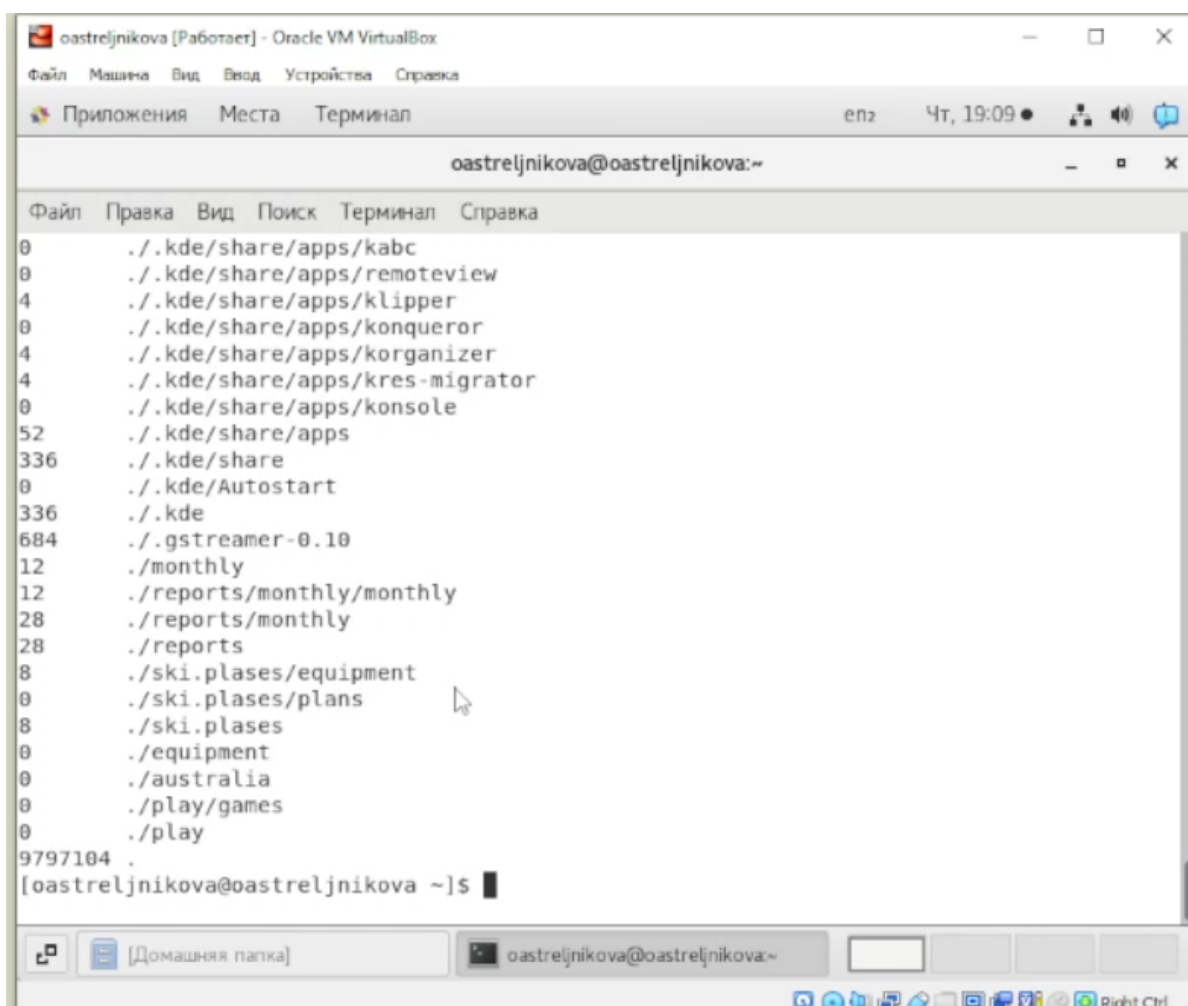 oastreljnikova [Работает] - Oracle VM VirtualBox
Файл Машина Вид Ввод Устройства Справка
Приложения Места Терминал en₂ Чт, 19:09
oastreljnikova@oastreljnikova:~
Файл Правка Вид Поиск Терминал Справка
0 ./.kde/share/apps/kabc
0 ./.kde/share/apps/remoteview
4 ./.kde/share/apps/klipper
0 ./.kde/share/apps/konqueror
4 ./.kde/share/apps/korganizer
4 ./.kde/share/apps/kres-migrator
0 ./.kde/share/apps/konsole
52 ./.kde/share/apps
336 ./.kde/share
0 ./.kde/Autostart
336 ./.kde
684 ./.gstreamer-0.10
12 ./monthly
12 ./reports/monthly/monthly
28 ./reports/monthly
28 ./reports
8 ./ski.plases/equipment
0 ./ski.plases/plans
8 ./ski.plases
0 ./equipment
0 ./australia
0 ./play/games
0 ./play
9797104 .
[oastreljnikova@oastreljnikova ~]$
[Домашняя папка] oastreljnikova@oastreljnikova:~
Right Ctrl